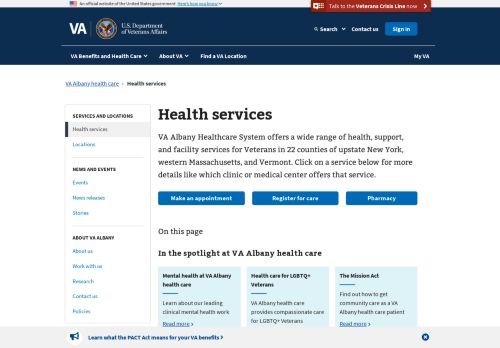 An official website of the United States government. Here's how you know
Talk to the Veterans Crisis Line now
VA
U.S. Department
of Veterans Affairs
Search
Contact us
Sign in
VA Benefits and Health Care
About VA
Find a VA Location
My VA
VA Albany health care › Health services
SERVICES AND LOCATIONS
Health services
Locations
NEWS AND EVENTS
Events
News releases
Stories
ABOUT VA ALBANY
About us
Work with us
Research
Contact us
Policies
Health services
VA Albany Healthcare System offers a wide range of health, support,
and facility services for Veterans in 22 counties of upstate New York,
western Massachusetts, and Vermont. Click on a service below for more
details like which clinic or medical center offers that service.
Make an appointment
Register for care
Pharmacy
On this page
In the spotlight at VA Albany health care
Mental health at VA Albany
health care
Learn about our leading
clinical mental health work
Read more ›
Health care for LGBTQ+
Veterans
VA Albany health care
provides compassionate care
for LGBTQ+ Veterans
The Mission Act
Find out how to get
community care as a VA
Albany health care patient
Read more ›
Learn what the PACT Act means for your VA benefits ›